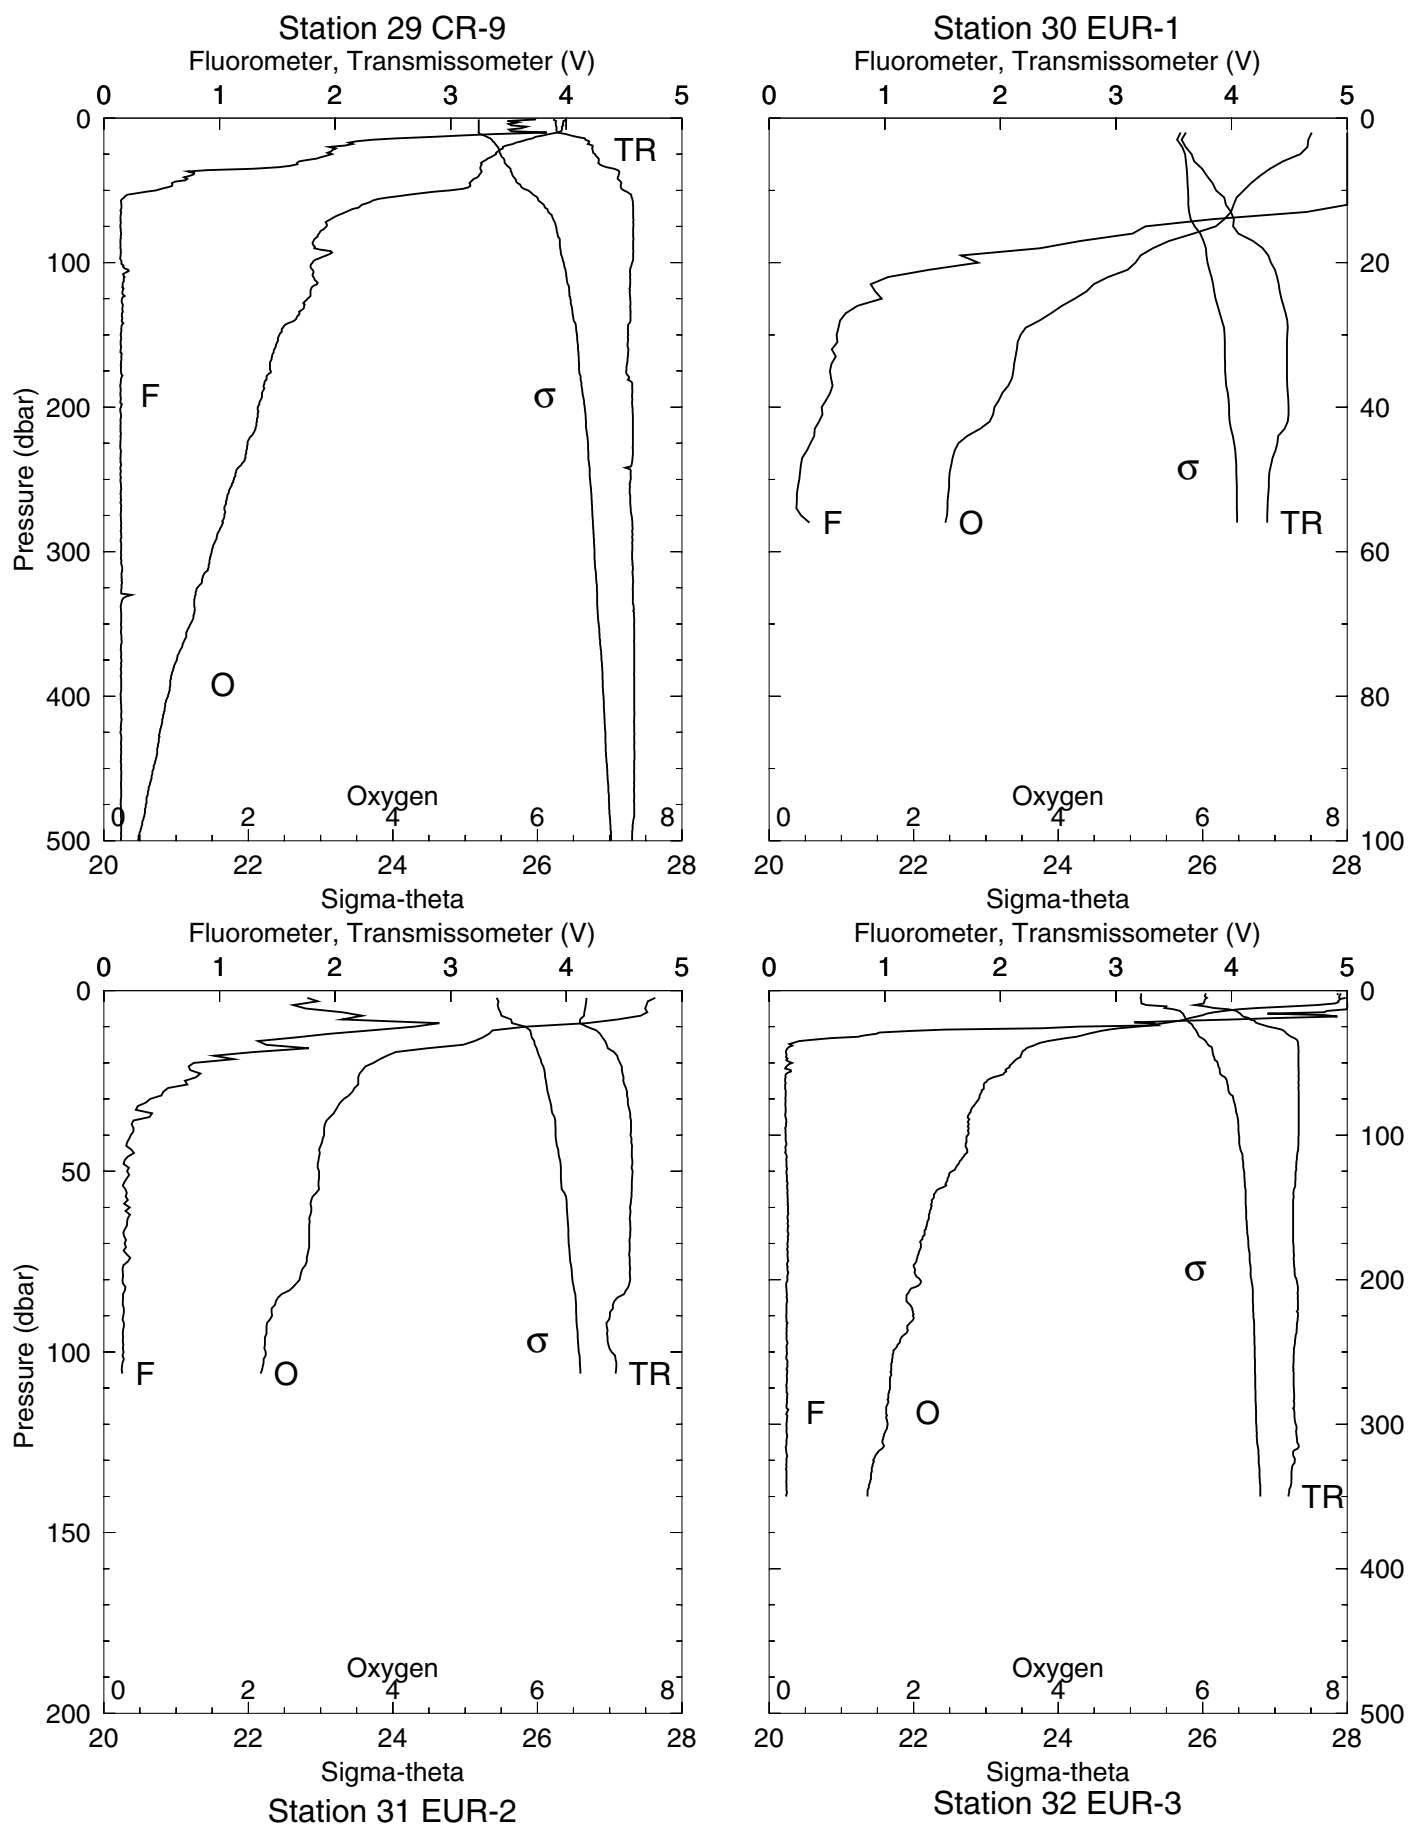 Station 29 CR-9
Fluorometer, Transmissometer (V)
0 1 2 3 4 5
0
100
200
300
400
500
Pressure (dbar)
TR
F
σ
O
Oxygen
0 2 4 6 8
20 22 24 26 28
Sigma-theta
Station 30 EUR-1
Fluorometer, Transmissometer (V)
0 1 2 3 4 5
0
20
40
60
80
100
σ
F O TR
Oxygen
0 2 4 6 8
20 22 24 26 28
Sigma-theta
Fluorometer, Transmissometer (V)
0 1 2 3 4 5
0
50
100
150
200
Pressure (dbar)
σ
F O TR
Oxygen
0 2 4 6 8
20 22 24 26 28
Sigma-theta
Station 31 EUR-2
Fluorometer, Transmissometer (V)
0 1 2 3 4 5
0
100
200
300
400
500
σ
F O
TR
Oxygen
0 2 4 6 8
20 22 24 26 28
Sigma-theta
Station 32 EUR-3